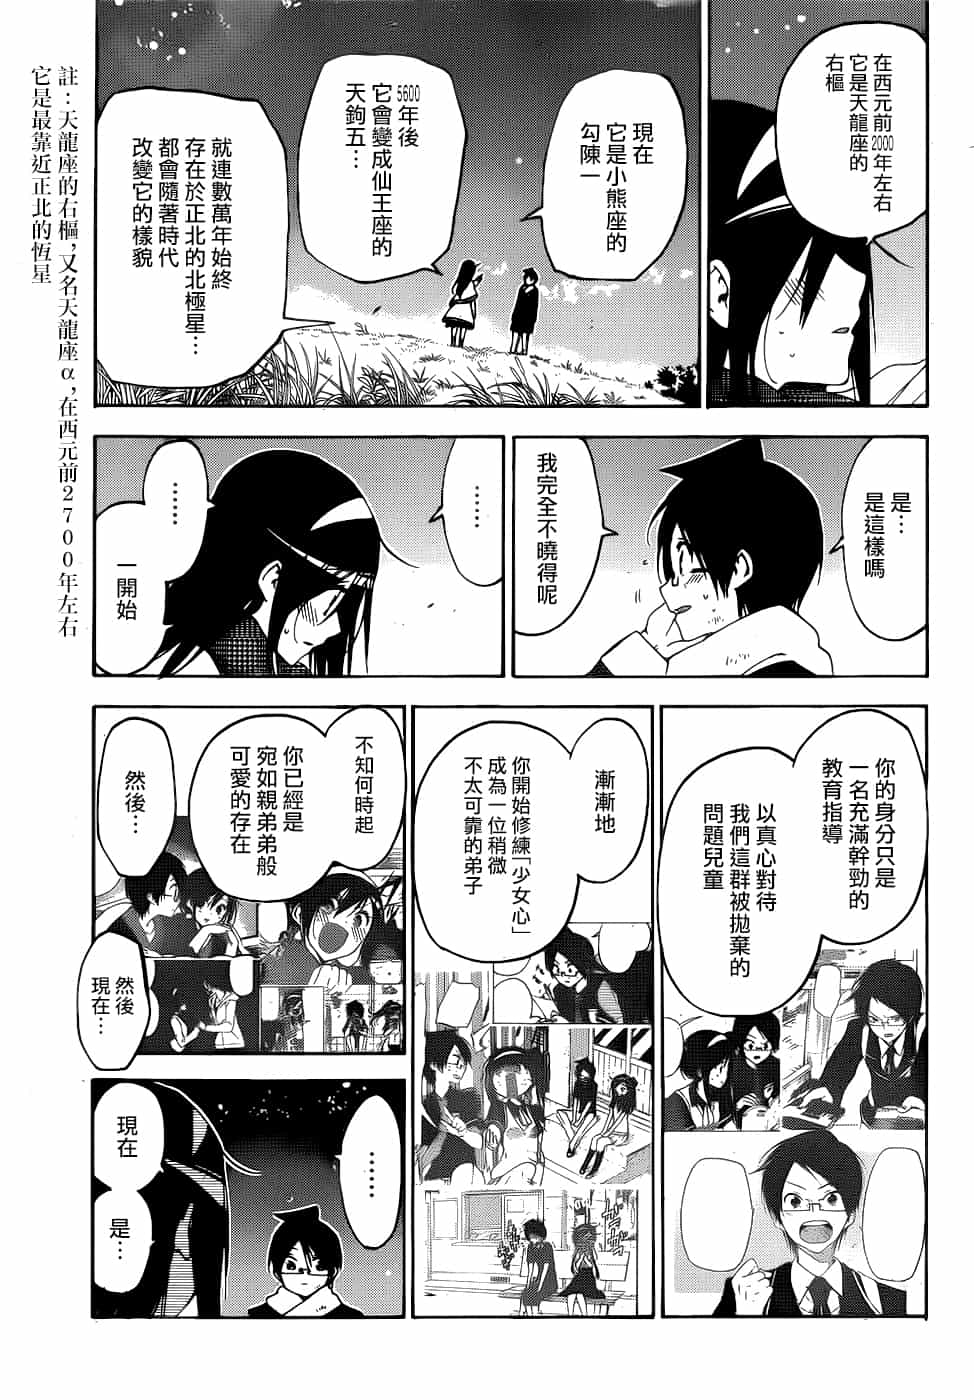 在西元前2000年左右
它是天龍座的
右樞
現在
它是小熊座的
勾陳一
5600年後
它會變成仙王座的
天鉤五…
就連數萬年始終
存在於正北的北極星…
都會隨著時代
改變它的樣貌
註：天龍座的右樞，又名天龍座α，在西元前2700年左右
它是最靠近正北的恆星
是…
是這樣嗎
我完全不曉得呢
……
……
一開始
你的身分只是
一名充滿幹勁的
教育指導
以真心對待
我們這群被拋棄的
問題兒童
漸漸地
你開始修練「少女心」
成為一位稍微
不太可靠的弟子
不知何時起
你已經是
宛如親弟弟般
可愛的存在
然後…
然後
現在…
……
現在
是…